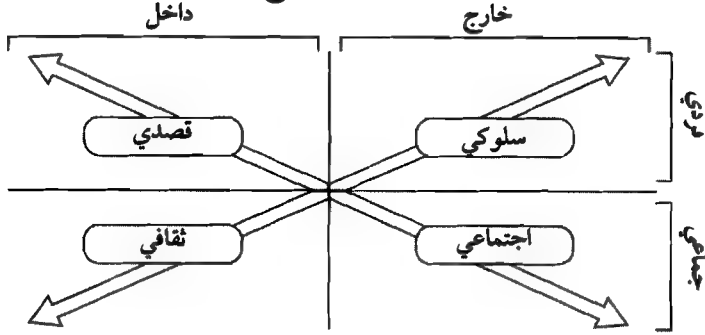 خارج
داخل
فردي
سلوكي
قصدي
جماعي
اجتماعي
ثقافي